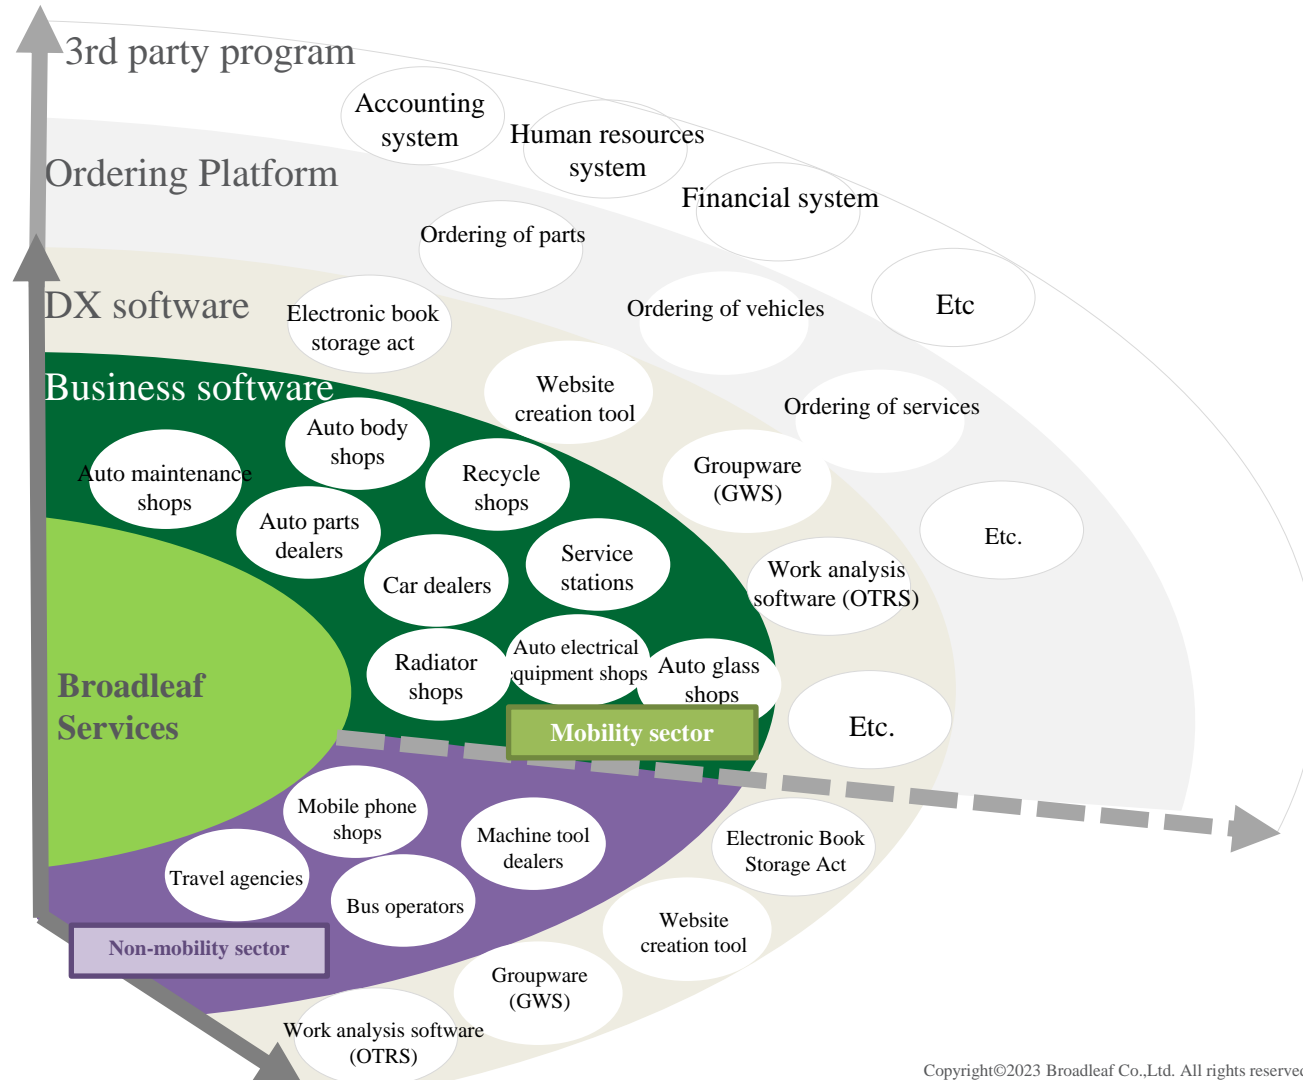 3rd party program
Accounting
system
Human resources
system
Financial system
Etc
Ordering Platform
Ordering of parts
Ordering of vehicles
Ordering of services
Etc.
DX software
Electronic book
storage act
Website
creation tool
Groupware
(GWS)
Work analysis
software (OTRS)
Etc.
Business software
Auto maintenance
shops
Auto body
shops
Recycle
shops
Auto parts
dealers
Car dealers
Service
stations
Radiator
shops
Auto electrical
equipment shops
Auto glass
shops
Mobility sector
Broadleaf
Services
Mobile phone
shops
Machine tool
dealers
Travel agencies
Bus operators
Non-mobility sector
Electronic Book
Storage Act
Website
creation tool
Groupware
(GWS)
Work analysis software
(OTRS)
Copyright©2023 Broadleaf Co.,Ltd. All rights reserved